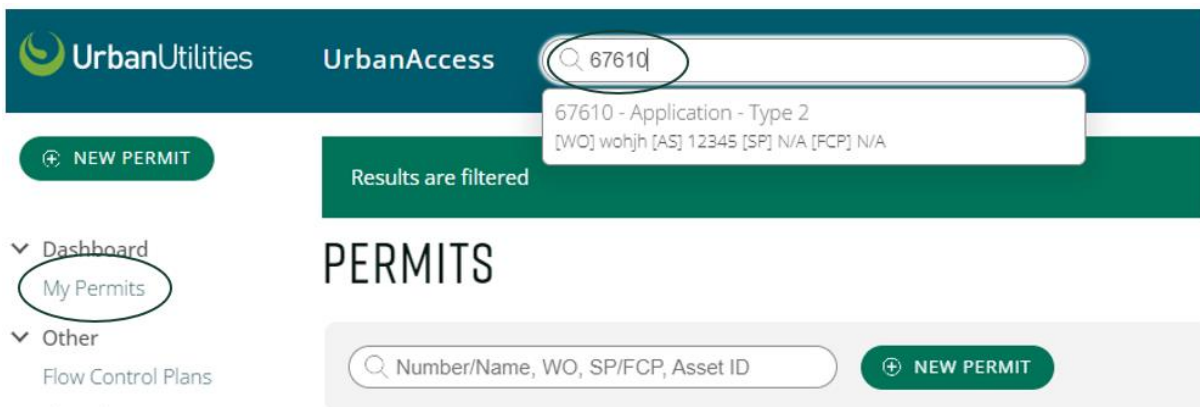 UrbanUtilities UrbanAccess 67610
67610 - Application - Type 2
[WO] wohjh [AS] 12345 [SP] N/A [FCP] N/A
NEW PERMIT
Results are filtered
Dashboard
My Permits
Other
Flow Control Plans
PERMITS
Number/Name, WO, SP/FCP, Asset ID NEW PERMIT